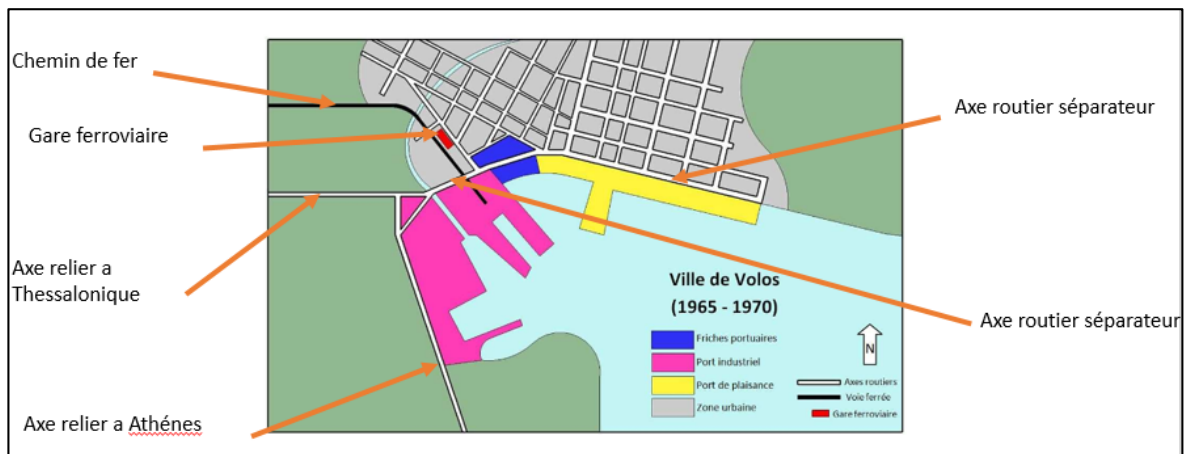 Chemin de fer
Gare ferroviaire
Axe relier a
Thessalonique
Axe relier a Athénes
Axe routier séparateur
Axe routier séparateur
Ville de Volos
(1965 - 1970)
Friches portuaires
Port industriel
Port de plaisance
Zone urbaine
N
Axes routiers
Voie ferrée
Gare ferroviaire